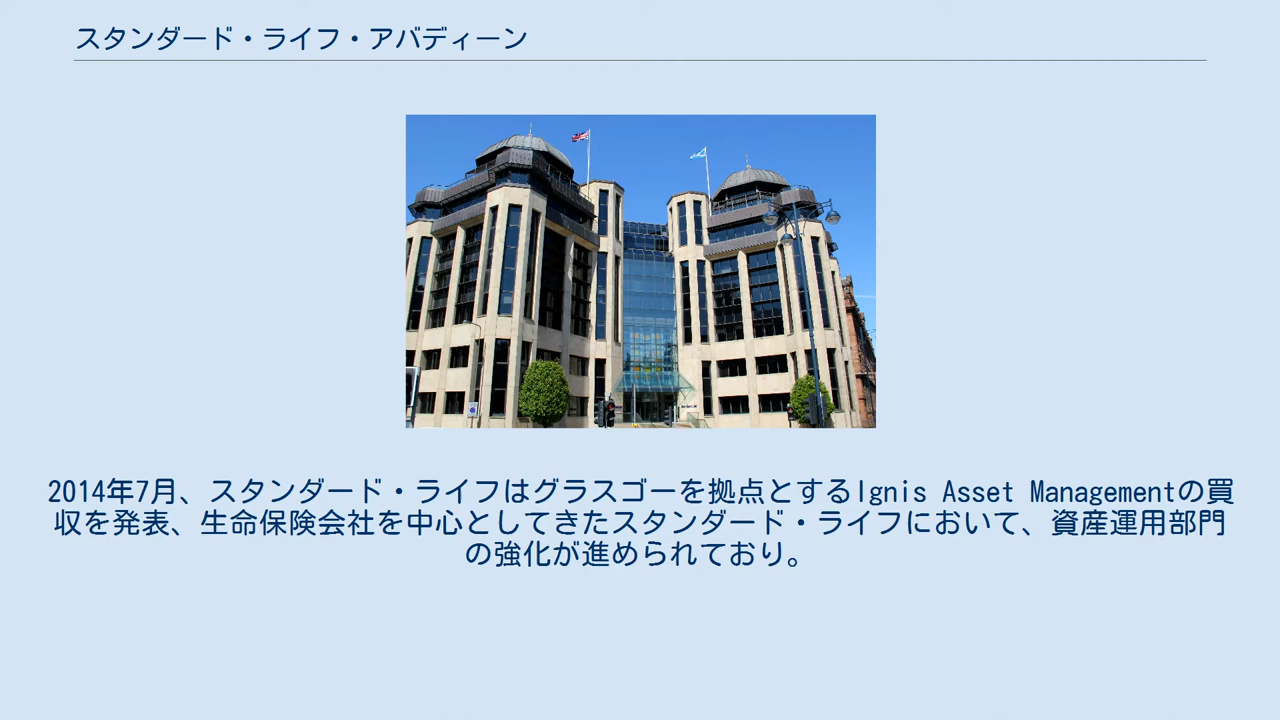 スタンダード・ライフ・アバディーン
2014年7月、スタンダード・ライフはグラスゴーを拠点とするIgnis Asset Managementの買
収を発表、生命保険会社を中心としてきたスタンダード・ライフにおいて、資産運用部門
の強化が進められており。